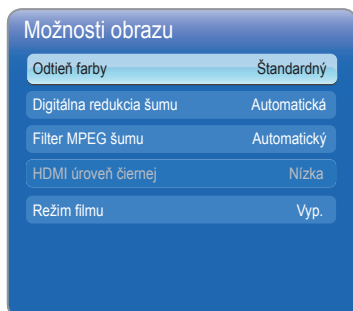 Možnosti obrazu
Odtieň farby Štandardný
Digitálna redukcia šumu Automatická
Filter MPEG šumu Automatický
HDMI úroveň čiernej Nízka
Režim filmu Vyp.